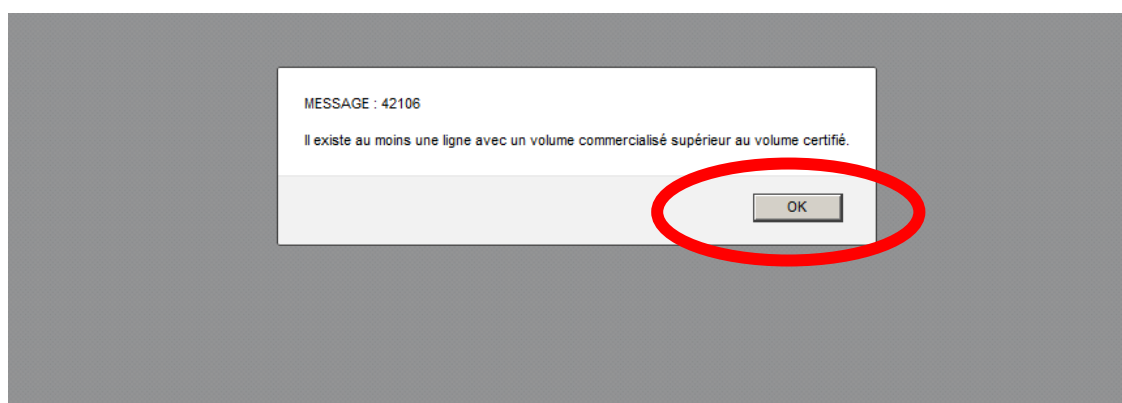 MESSAGE : 42106
Il existe au moins une ligne avec un volume commercialisé supérieur au volume certifié.
OK